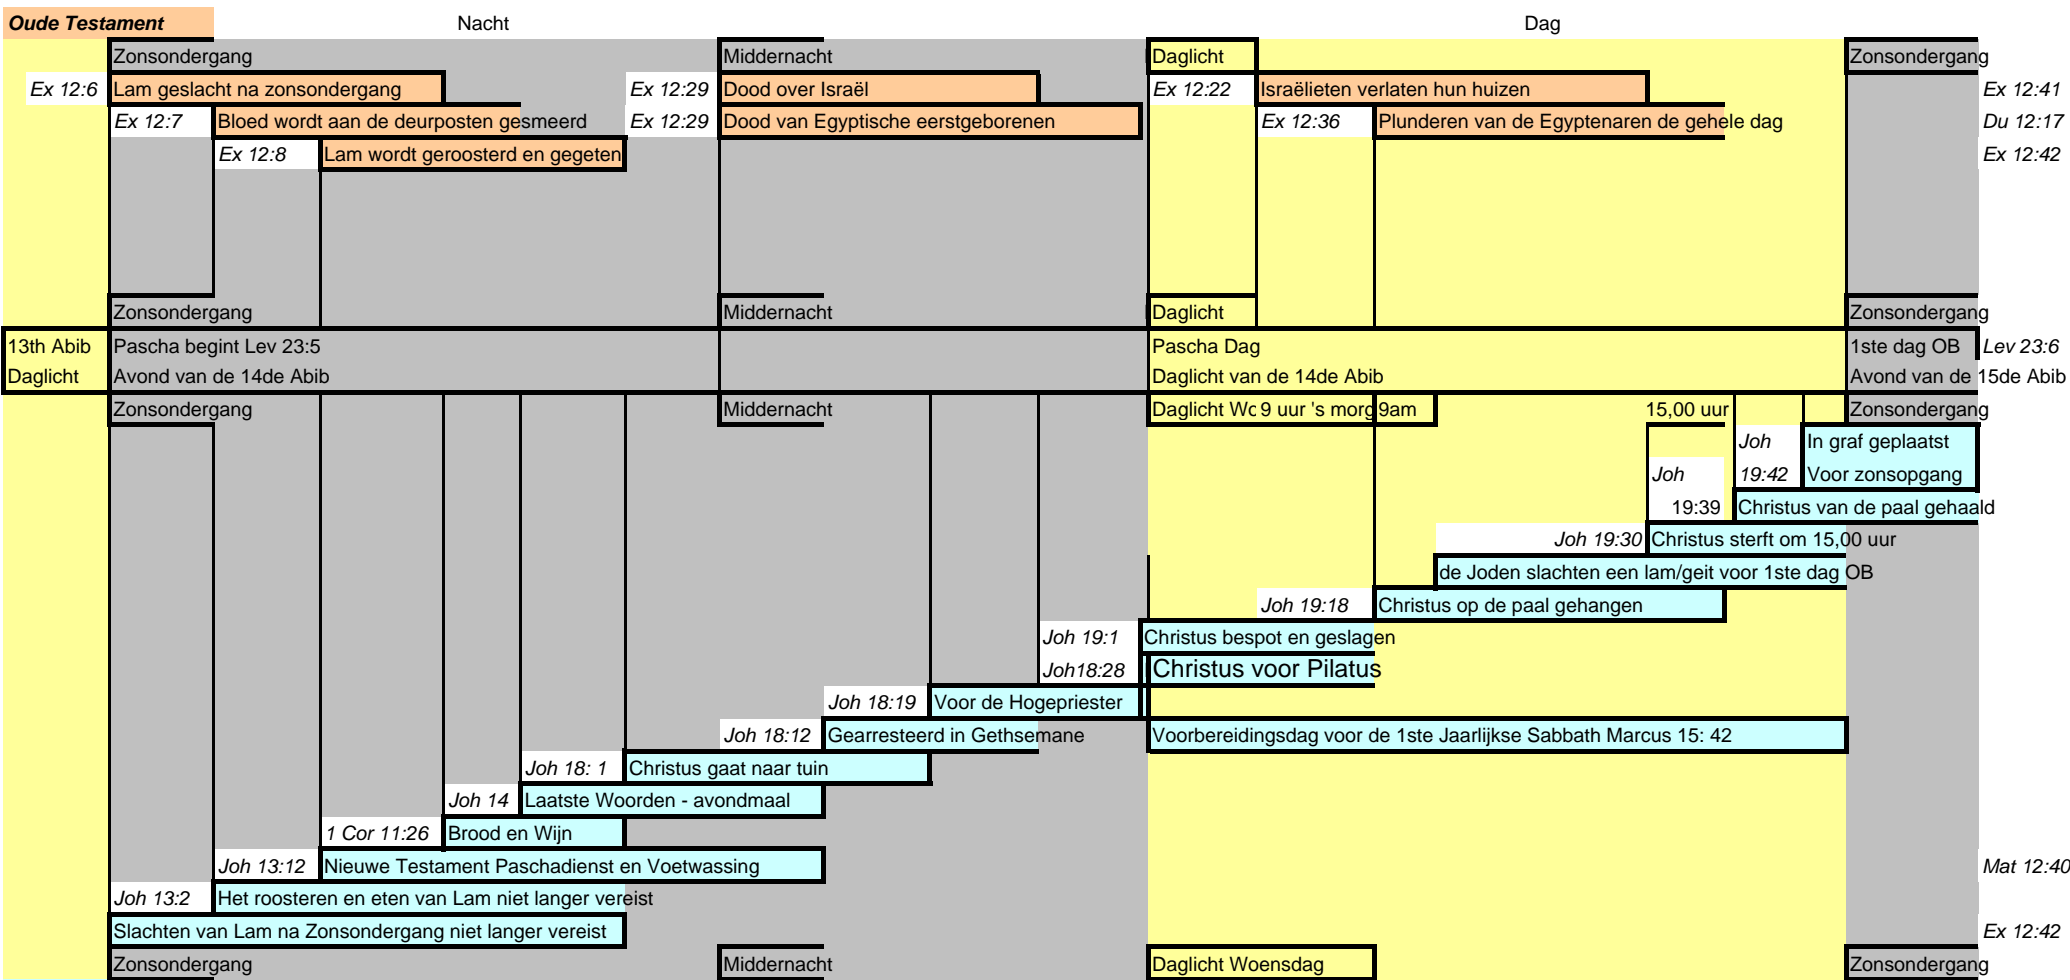 Oude Testament Nacht Dag
Zonsondergang Middernacht Daglicht Zonsondergang
Ex 12:6 Lam geslacht na zonsondergang Ex 12:29 Dood over Israël Ex 12:22 Israëlieten verlaten hun huizen Ex 12:41
Ex 12:7 Bloed wordt aan de deurposten gesmeerd Ex 12:29 Dood van Egyptische eerstgeborenen Ex 12:36 Plunderen van de Egyptenaren de gehele dag Du 12:17
Ex 12:8 Lam wordt geroosterd en gegeten Ex 12:42
Zonsondergang Middernacht Daglicht Zonsondergang
13th Abib Pascha begint Lev 23:5 Pascha Dag 1ste dag OB Lev 23:6
Daglicht Avond van de 14de Abib Daglicht van de 14de Abib Avond van de 15de Abib
Zonsondergang Middernacht Daglicht Wo 9 uur 's morg 9am 15,00 uur Zonsondergang
Joh In graf geplaatst
Joh 19:42 Voor zonsopgang
19:39 Christus van de paal gehaald
Joh 19:30 Christus sterft om 15,00 uur
de Joden slachten een lam/geit voor 1ste dag OB
Joh 19:18 Christus op de paal gehangen
Joh 19:1 Christus bespot en geslagen
Joh18:28 Christus voor Pilatus
Joh 18:19 Voor de Hogepriester
Joh 18:12 Gearresteerd in Gethsemane Voorbereidingsdag voor de 1ste Jaarlijkse Sabbath Marcus 15: 42
Joh 18: 1 Christus gaat naar tuin
Joh 14 Laatste Woorden - avondmaal
1 Cor 11:26 Brood en Wijn
Joh 13:12 Nieuwe Testament Paschadienst en Voetwassing Mat 12:40
Joh 13:2 Het roosteren en eten van Lam niet langer vereist
Slachten van Lam na Zonsondergang niet langer vereist Ex 12:42
Zonsondergang Middernacht Daglicht Woensdag Zonsondergang